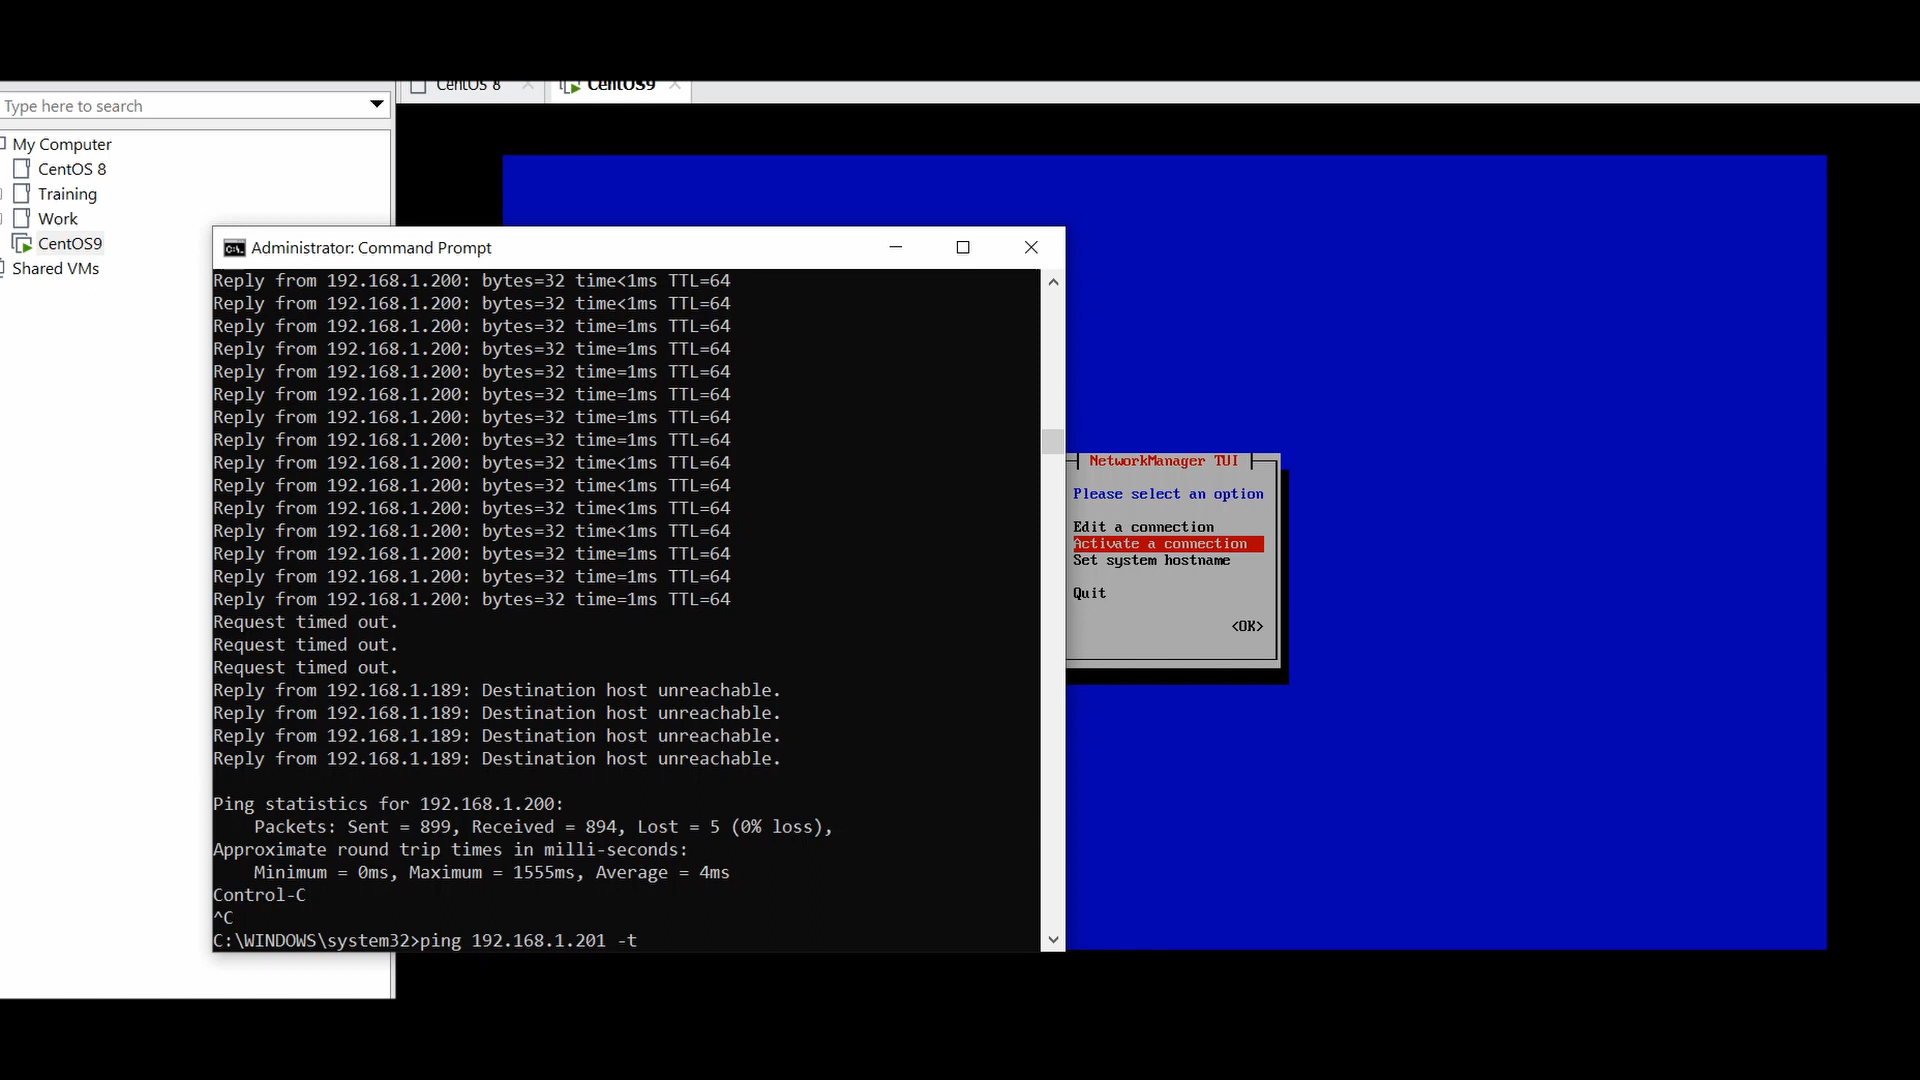 CentOS 8
CentOS9
Type here to search
My Computer
CentOS 8
Training
Work
CentOS9
Shared VMs
Administrator: Command Prompt
Reply from 192.168.1.200: bytes=32 time<1ms TTL=64
Reply from 192.168.1.200: bytes=32 time<1ms TTL=64
Reply from 192.168.1.200: bytes=32 time=1ms TTL=64
Reply from 192.168.1.200: bytes=32 time=1ms TTL=64
Reply from 192.168.1.200: bytes=32 time=1ms TTL=64
Reply from 192.168.1.200: bytes=32 time=1ms TTL=64
Reply from 192.168.1.200: bytes=32 time=1ms TTL=64
Reply from 192.168.1.200: bytes=32 time=1ms TTL=64
Reply from 192.168.1.200: bytes=32 time<1ms TTL=64
Reply from 192.168.1.200: bytes=32 time=1ms TTL=64
Reply from 192.168.1.200: bytes=32 time<1ms TTL=64
Reply from 192.168.1.200: bytes=32 time<1ms TTL=64
Reply from 192.168.1.200: bytes=32 time=1ms TTL=64
Reply from 192.168.1.200: bytes=32 time=1ms TTL=64
Reply from 192.168.1.200: bytes=32 time=1ms TTL=64
Request timed out.
Request timed out.
Request timed out.
Reply from 192.168.1.189: Destination host unreachable.
Reply from 192.168.1.189: Destination host unreachable.
Reply from 192.168.1.189: Destination host unreachable.
Reply from 192.168.1.189: Destination host unreachable.
Ping statistics for 192.168.1.200:
Packets: Sent = 899, Received = 894, Lost = 5 (0% loss),
Approximate round trip times in milli-seconds:
Minimum = 0ms, Maximum = 1555ms, Average = 4ms
Control-C
^C
C:\WINDOWS\system32>ping 192.168.1.201 -t
NetworkManager TUI
Please select an option
Edit a connection
Activate a connection
Set system hostname
Quit
<OK>